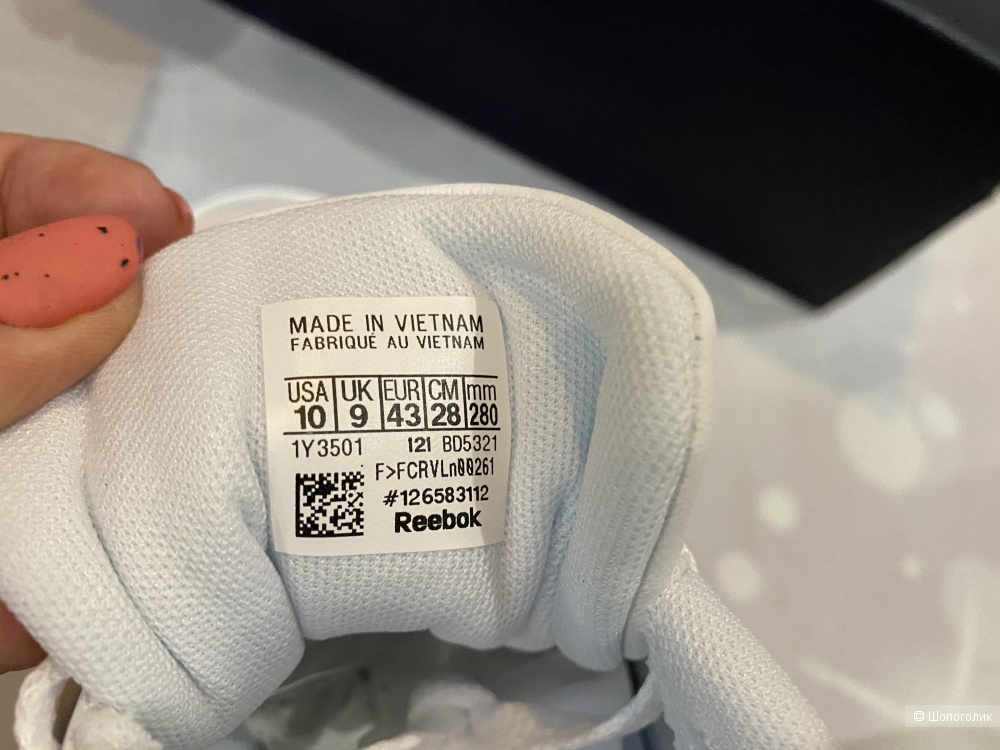 MADE IN VIETNAM
FABRIQUÉ AU VIETNAM
USA UK EUR CM mm
10 9 43 28 280
1Y3501 121 BD5321
F>FCRVLn00261
#126583112
Reebok
© Шопоголик